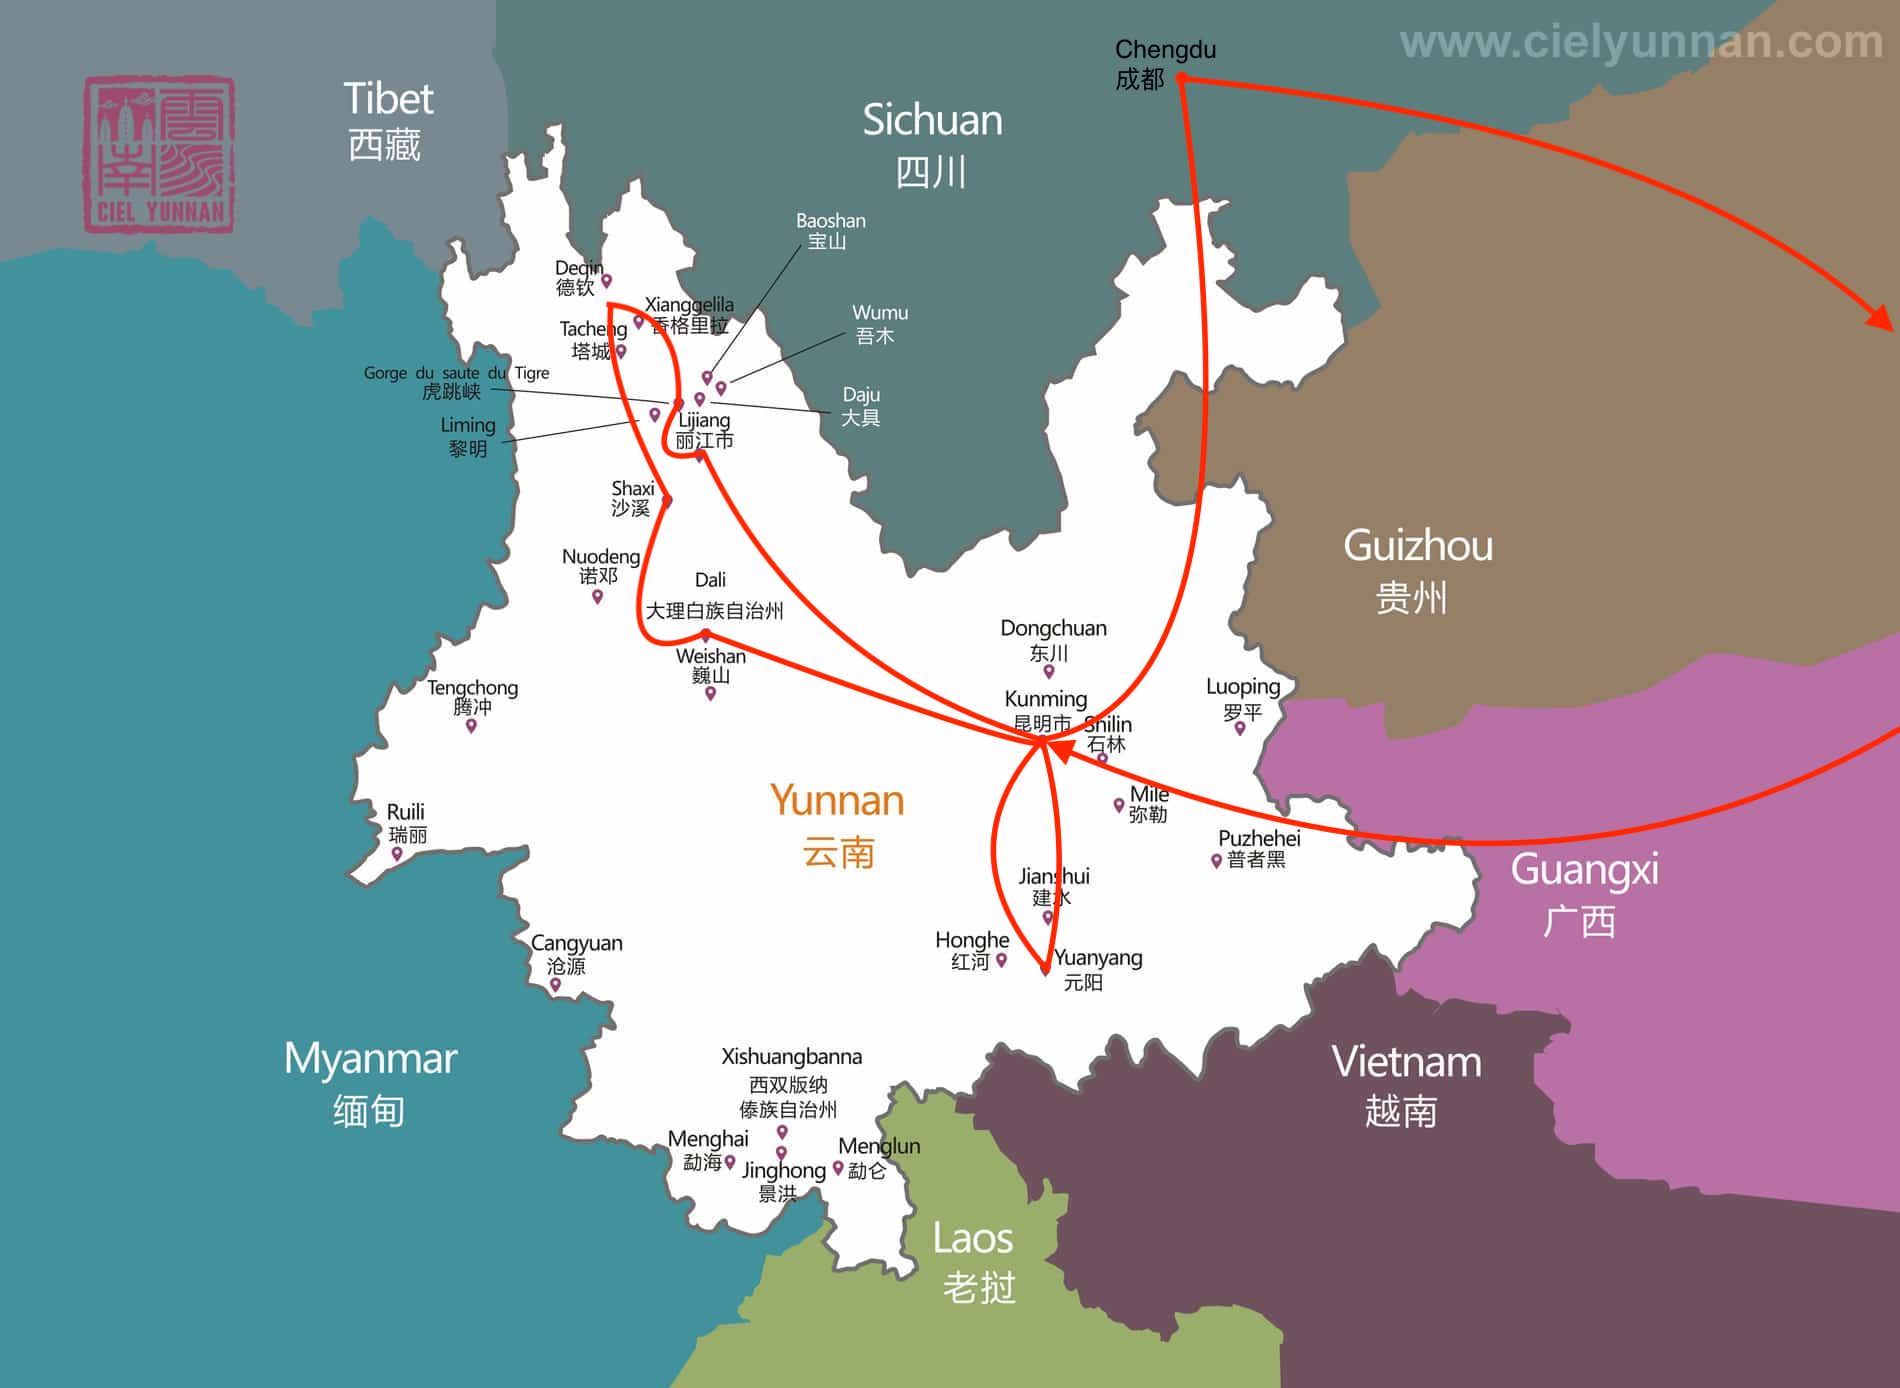 www.cielyunnan.com
Chengdu
成都
Tibet
西藏
雲南
CIEL YUNNAN
Sichuan
四川
Baoshan
宝山
Deqin
德钦
Xianggelila
香格里拉
Wumu
吾木
Tacheng
塔城
Gorge du saute du Tigre
虎跳峡
Daju
大具
Liming
黎明
Lijiang
丽江市
Shaxi
沙溪
Nuodeng
诺邓
Dali
大理白族自治州
Guizhou
贵州
Dongchuan
东川
Weishan
巍山
Tengchong
腾冲
Kunming
昆明市
Shilin
石林
Luoping
罗平
Yunnan
云南
Mile
弥勒
Ruili
瑞丽
Puzhehei
普者黑
Jianshui
建水
Guangxi
广西
Honghe
红河
Yuanyang
元阳
Cangyuan
沧源
Myanmar
缅甸
Xishuangbanna
西双版纳
傣族自治州
Vietnam
越南
Menghai
勐海
Jinghong
景洪
Menglun
勐仑
Laos
老挝